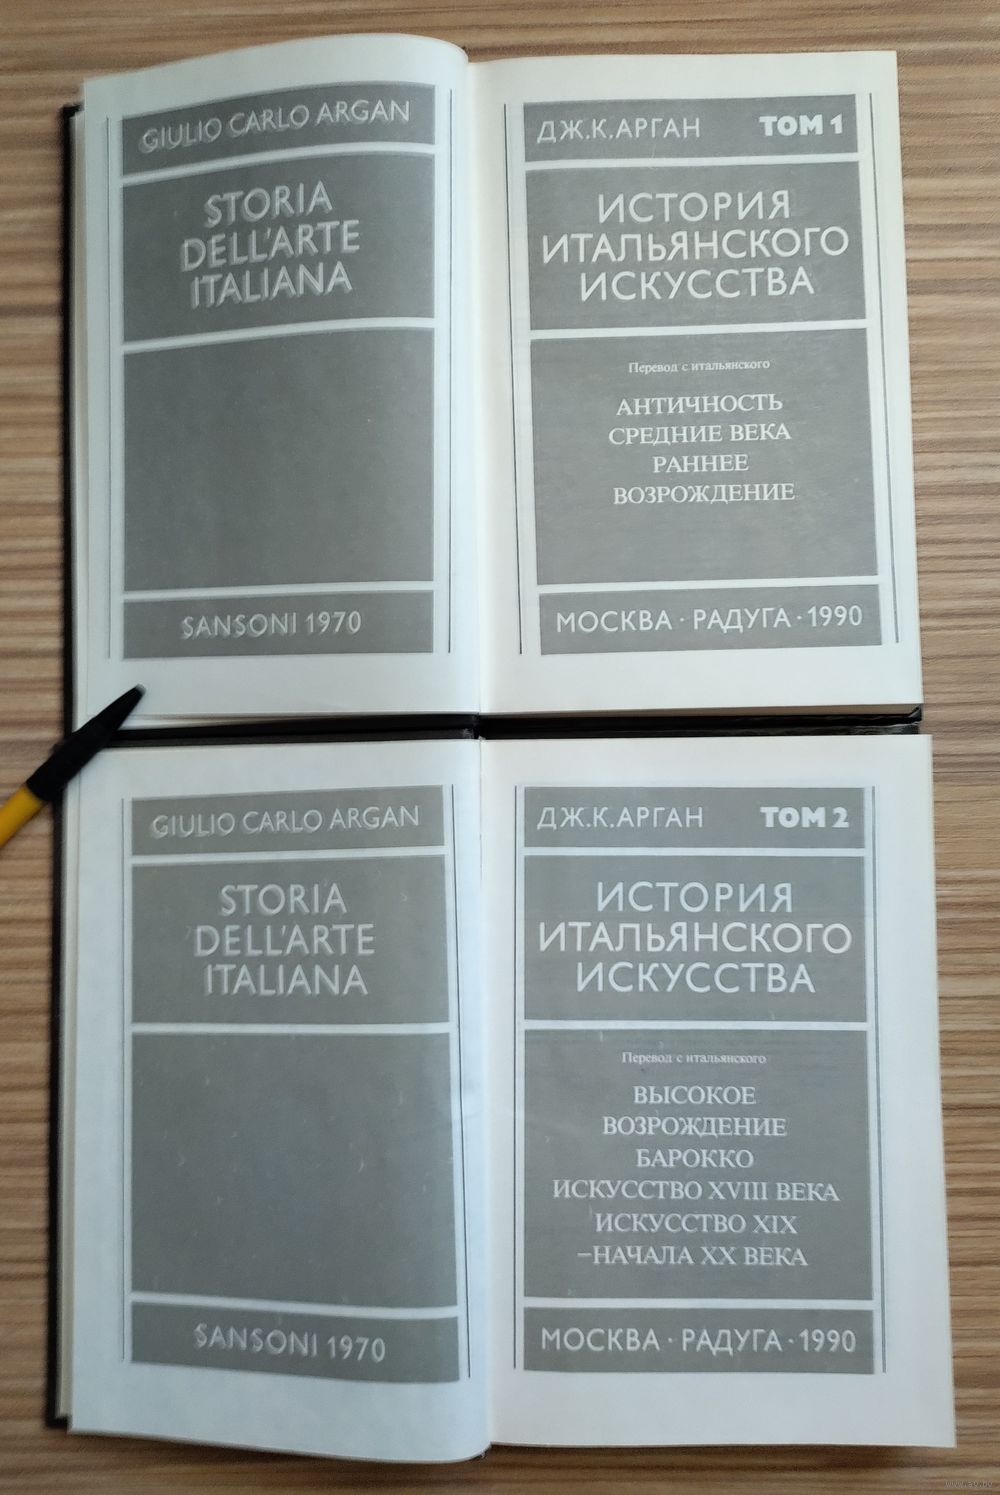 GIULIO CARLO ARGAN
STORIA
DELL'ARTE
ITALIANA
SANSONI 1970
ДЖ.К.АРГАН ТОМ 1
ИСТОРИЯ
ИТАЛЬЯНСКОГО
ИСКУССТВА
Перевод с итальянского
АНТИЧНОСТЬ
СРЕДНИЕ ВЕКА
РАННЕЕ
ВОЗРОЖДЕНИЕ
МОСКВА · РАДУГА · 1990
GIULIO CARLO ARGAN
STORIA
DELL'ARTE
ITALIANA
SANSONI 1970
ДЖ.К.АРГАН ТОМ 2
ИСТОРИЯ
ИТАЛЬЯНСКОГО
ИСКУССТВА
Перевод с итальянского
ВЫСОКОЕ
ВОЗРОЖДЕНИЕ
БАРОККО
ИСКУССТВО XVIII ВЕКА
ИСКУССТВО XIX
–НАЧАЛА XX ВЕКА
МОСКВА · РАДУГА · 1990